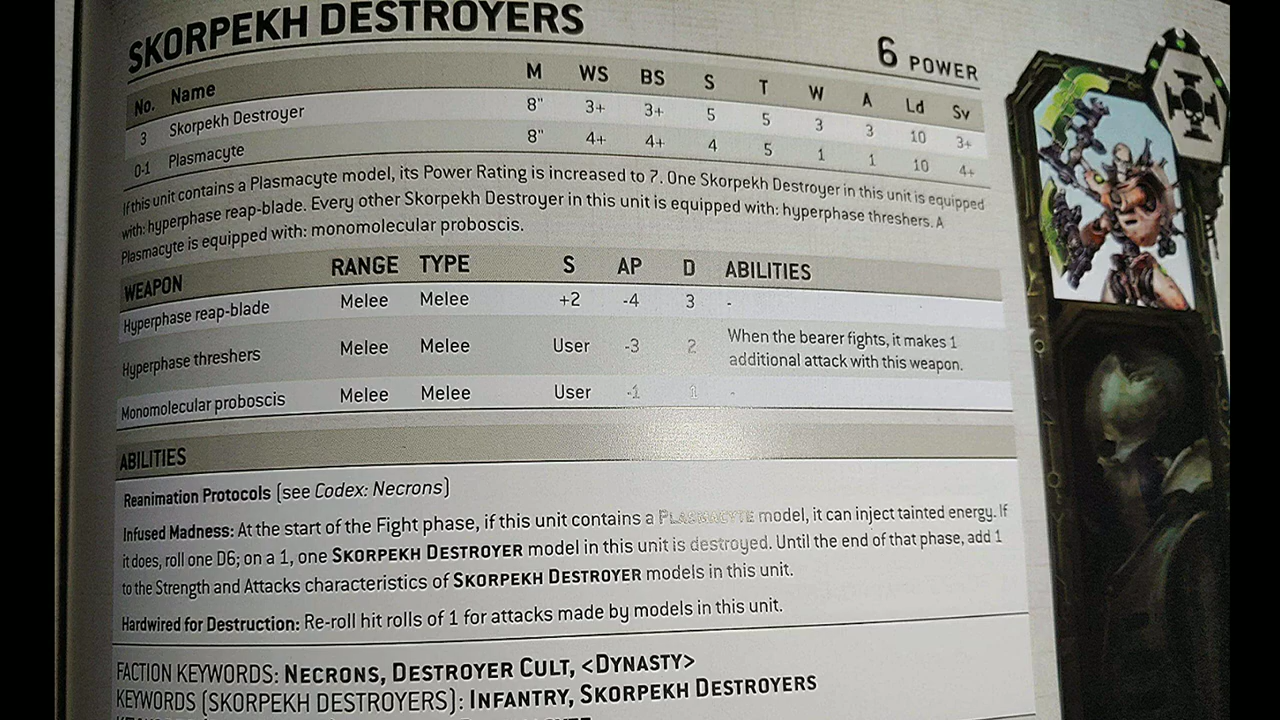 SKORPEKH DESTROYERS
6 POWER
No. Name M WS BS S T W A Ld Sv
3 Skorpekh Destroyer 8" 3+ 3+ 5 5 3 3 10 3+
0-1 Plasmacyte 8" 4+ 4+ 4 5 1 1 10 4+
If this unit contains a Plasmacyte model, its Power Rating is increased to 7. One Skorpekh Destroyer in this unit is equipped
with: hyperphase reap-blade. Every other Skorpekh Destroyer in this unit is equipped with: hyperphase threshers. A
Plasmacyte is equipped with: monomolecular proboscis.
WEAPON RANGE TYPE S AP D ABILITIES
Hyperphase reap-blade Melee Melee +2 -4 3 -
Hyperphase threshers Melee Melee User -3 2 When the bearer fights, it makes 1
additional attack with this weapon.
Monomolecular proboscis Melee Melee User -1 1 -
ABILITIES
Reanimation Protocols (see Codex: Necrons)
Infused Madness: At the start of the Fight phase, if this unit contains a PLASMACYTE model, it can inject tainted energy. If
it does, roll one D6; on a 1, one SKORPEKH DESTROYER model in this unit is destroyed. Until the end of that phase, add 1
to the Strength and Attacks characteristics of SKORPEKH DESTROYER models in this unit.
Hardwired for Destruction: Re-roll hit rolls of 1 for attacks made by models in this unit.
FACTION KEYWORDS: NECRONS, DESTROYER CULT, <DYNASTY>
KEYWORDS (SKORPEKH DESTROYERS): INFANTRY, SKORPEKH DESTROYERS